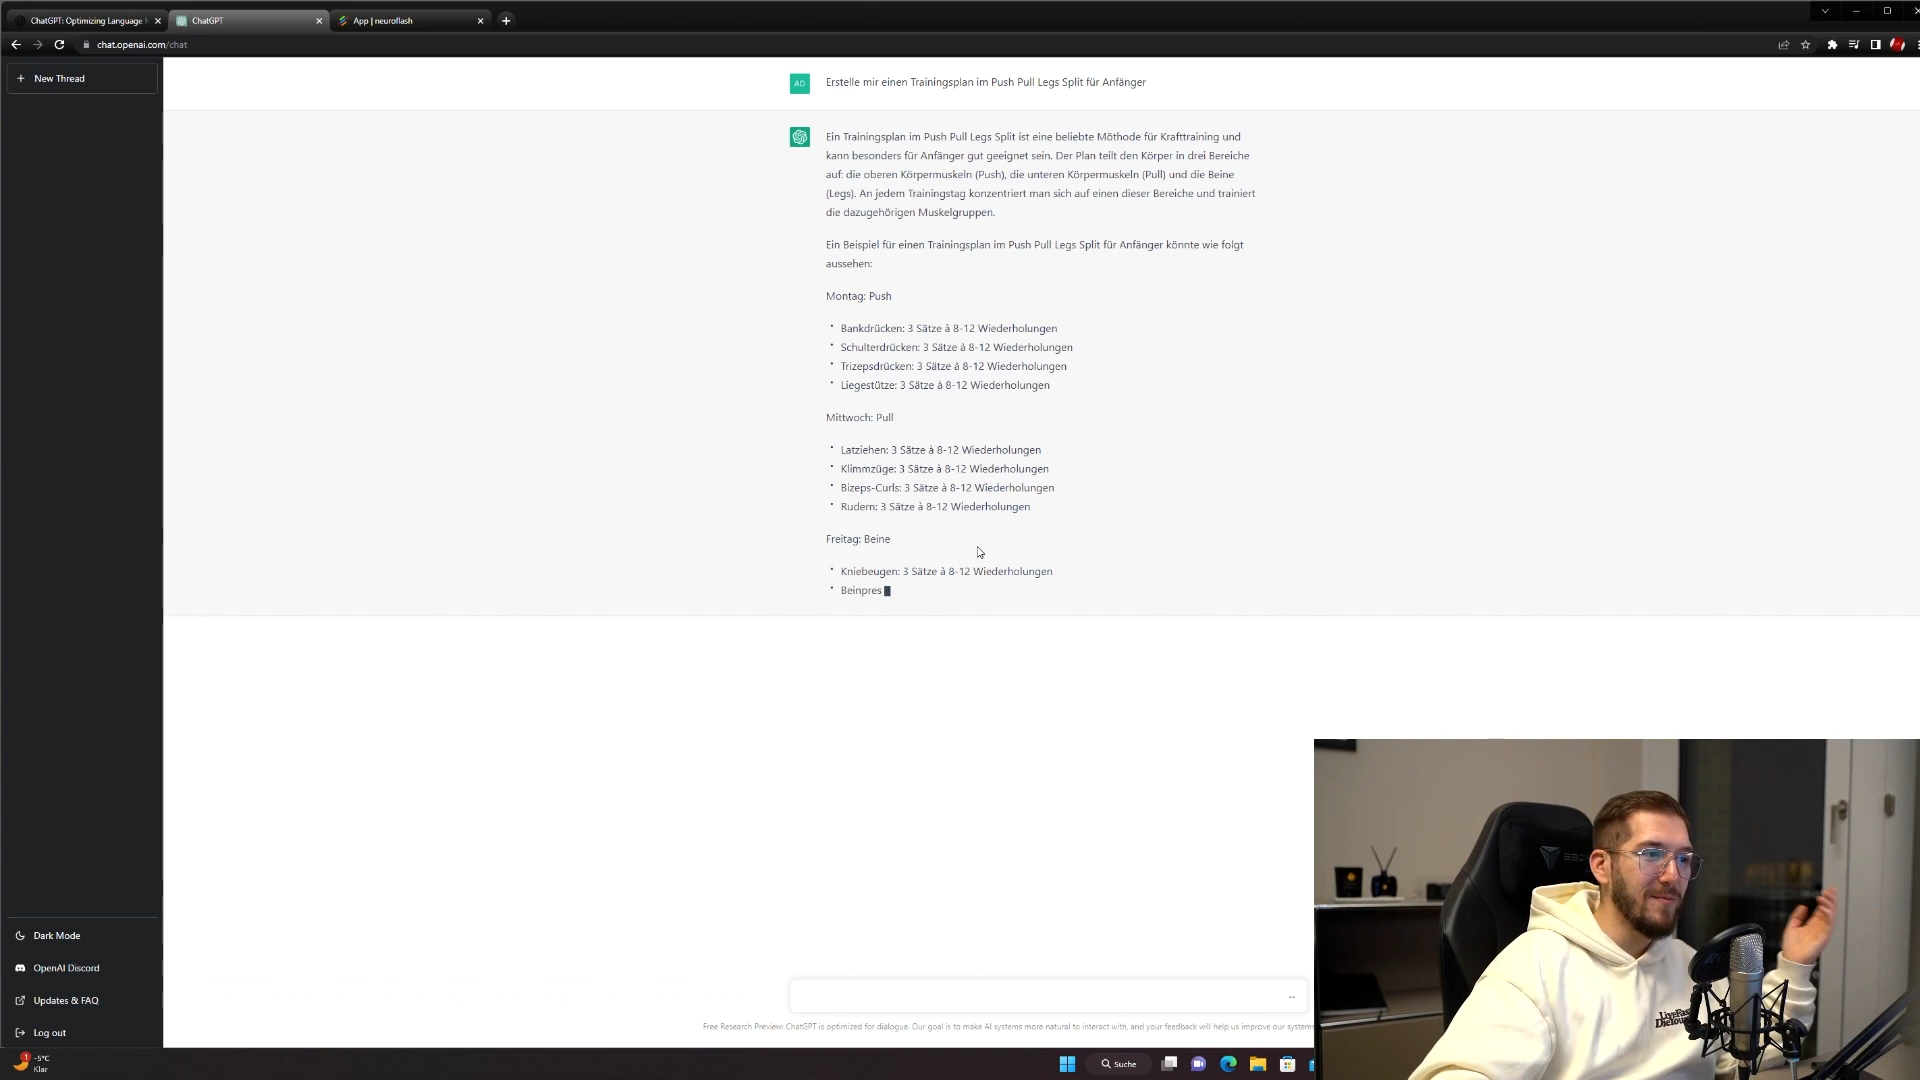 ChatGPT: Optimizing Language
ChatGPT
App | neuroflash
chat.openai.com/chat
New Thread
AD
Erstelle mir einen Trainingsplan im Push Pull Legs Split für Anfänger
Ein Trainingsplan im Push Pull Legs Split ist eine beliebte Möthode für Krafttraining und
kann besonders für Anfänger gut geeignet sein. Der Plan teilt den Körper in drei Bereiche
auf: die oberen Körpermuskeln (Push), die unteren Körpermuskeln (Pull) und die Beine
(Legs). An jedem Trainingstag konzentriert man sich auf einen dieser Bereiche und trainiert
die dazugehörigen Muskelgruppen.
Ein Beispiel für einen Trainingsplan im Push Pull Legs Split für Anfänger könnte wie folgt
aussehen:
Montag: Push
• Bankdrücken: 3 Sätze à 8-12 Wiederholungen
• Schulterdrücken: 3 Sätze à 8-12 Wiederholungen
• Trizepsdrücken: 3 Sätze à 8-12 Wiederholungen
• Liegestütze: 3 Sätze à 8-12 Wiederholungen
Mittwoch: Pull
• Latziehen: 3 Sätze à 8-12 Wiederholungen
• Klimmzüge: 3 Sätze à 8-12 Wiederholungen
• Bizeps-Curls: 3 Sätze à 8-12 Wiederholungen
• Rudern: 3 Sätze à 8-12 Wiederholungen
Freitag: Beine
• Kniebeugen: 3 Sätze à 8-12 Wiederholungen
• Beinpres
Dark Mode
OpenAI Discord
Updates & FAQ
Log out
Free Research Preview: ChatGPT is optimized for dialogue. Our goal is to make AI systems more natural to interact with, and your feedback will help us improve our systems
1
-5°C
Klar
Suche